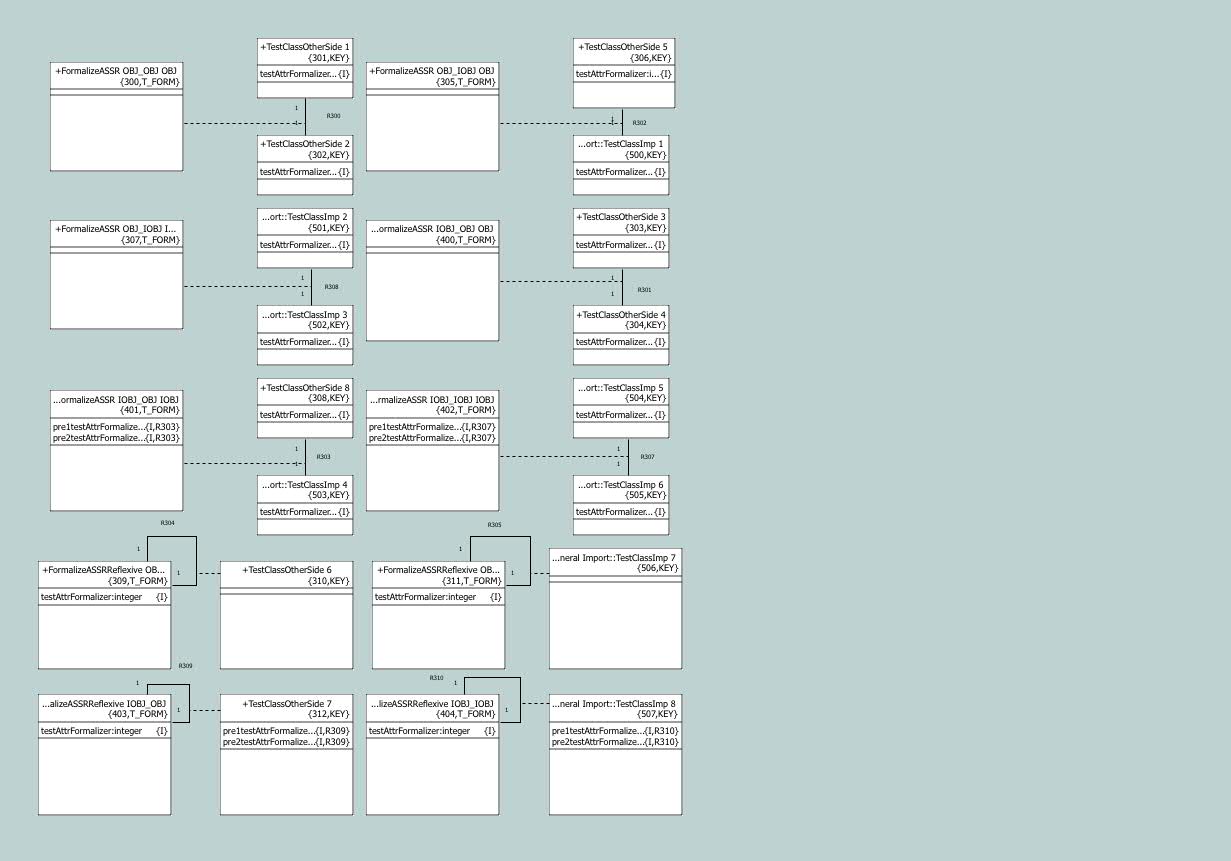 +FormalizeASSR OBJ_OBJ OBJ
{300,T_FORM}
+TestClassOtherSide 1
{301,KEY}
testAttrFormalizer... {I}
1
1
R300
+TestClassOtherSide 2
{302,KEY}
testAttrFormalizer... {I}
+FormalizeASSR OBJ_IOBJ OBJ
{305,T_FORM}
+TestClassOtherSide 5
{306,KEY}
testAttrFormalizer:i... {I}
1
1
R302
...ort::TestClassImp 1
{500,KEY}
testAttrFormalizer... {I}
+FormalizeASSR OBJ_IOBJ I...
{307,T_FORM}
...ort::TestClassImp 2
{501,KEY}
testAttrFormalizer... {I}
1
1
R308
...ort::TestClassImp 3
{502,KEY}
testAttrFormalizer... {I}
...ormalizeASSR IOBJ_OBJ OBJ
{400,T_FORM}
+TestClassOtherSide 3
{303,KEY}
testAttrFormalizer... {I}
1
1
R301
+TestClassOtherSide 4
{304,KEY}
testAttrFormalizer... {I}
...ormalizeASSR IOBJ_OBJ IOBJ
{401,T_FORM}
pre1testAttrFormalize...{I,R303}
pre2testAttrFormalize...{I,R303}
+TestClassOtherSide 8
{308,KEY}
testAttrFormalizer... {I}
1
1
R303
...ort::TestClassImp 4
{503,KEY}
testAttrFormalizer... {I}
...rmalizeASSR IOBJ_IOBJ IOBJ
{402,T_FORM}
pre1testAttrFormalize...{I,R307}
pre2testAttrFormalize...{I,R307}
...ort::TestClassImp 5
{504,KEY}
testAttrFormalizer... {I}
1
1
R307
...ort::TestClassImp 6
{505,KEY}
testAttrFormalizer... {I}
R304
1
1
+FormalizeASSRReflexive OB...
{309,T_FORM}
testAttrFormalizer:integer {I}
+TestClassOtherSide 6
{310,KEY}
R305
1
1
+FormalizeASSRReflexive OB...
{311,T_FORM}
testAttrFormalizer:integer {I}
...neral Import::TestClassImp 7
{506,KEY}
R309
1
1
...alizeASSRReflexive IOBJ_OBJ
{403,T_FORM}
testAttrFormalizer:integer {I}
+TestClassOtherSide 7
{312,KEY}
pre1testAttrFormalize...{I,R309}
pre2testAttrFormalize...{I,R309}
R310
1
1
...lizeASSRReflexive IOBJ_IOBJ
{404,T_FORM}
testAttrFormalizer:integer {I}
...neral Import::TestClassImp 8
{507,KEY}
pre1testAttrFormalize...{I,R310}
pre2testAttrFormalize...{I,R310}